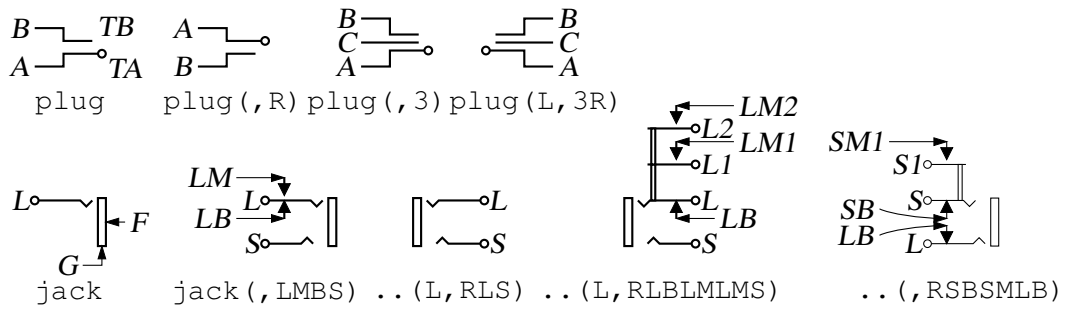 B TB A B C A B C A
A TA B
plug plug(,R) plug(,3) plug(L,3R)
LM2
L2 LM1 SM1
LM L1 S1
L F L L L S
LB LB SB
G S S S LB L
jack jack(,LMBS) ..(L,RLS) ..(L,RLBLMLMS) ..(,RSBSMLB)